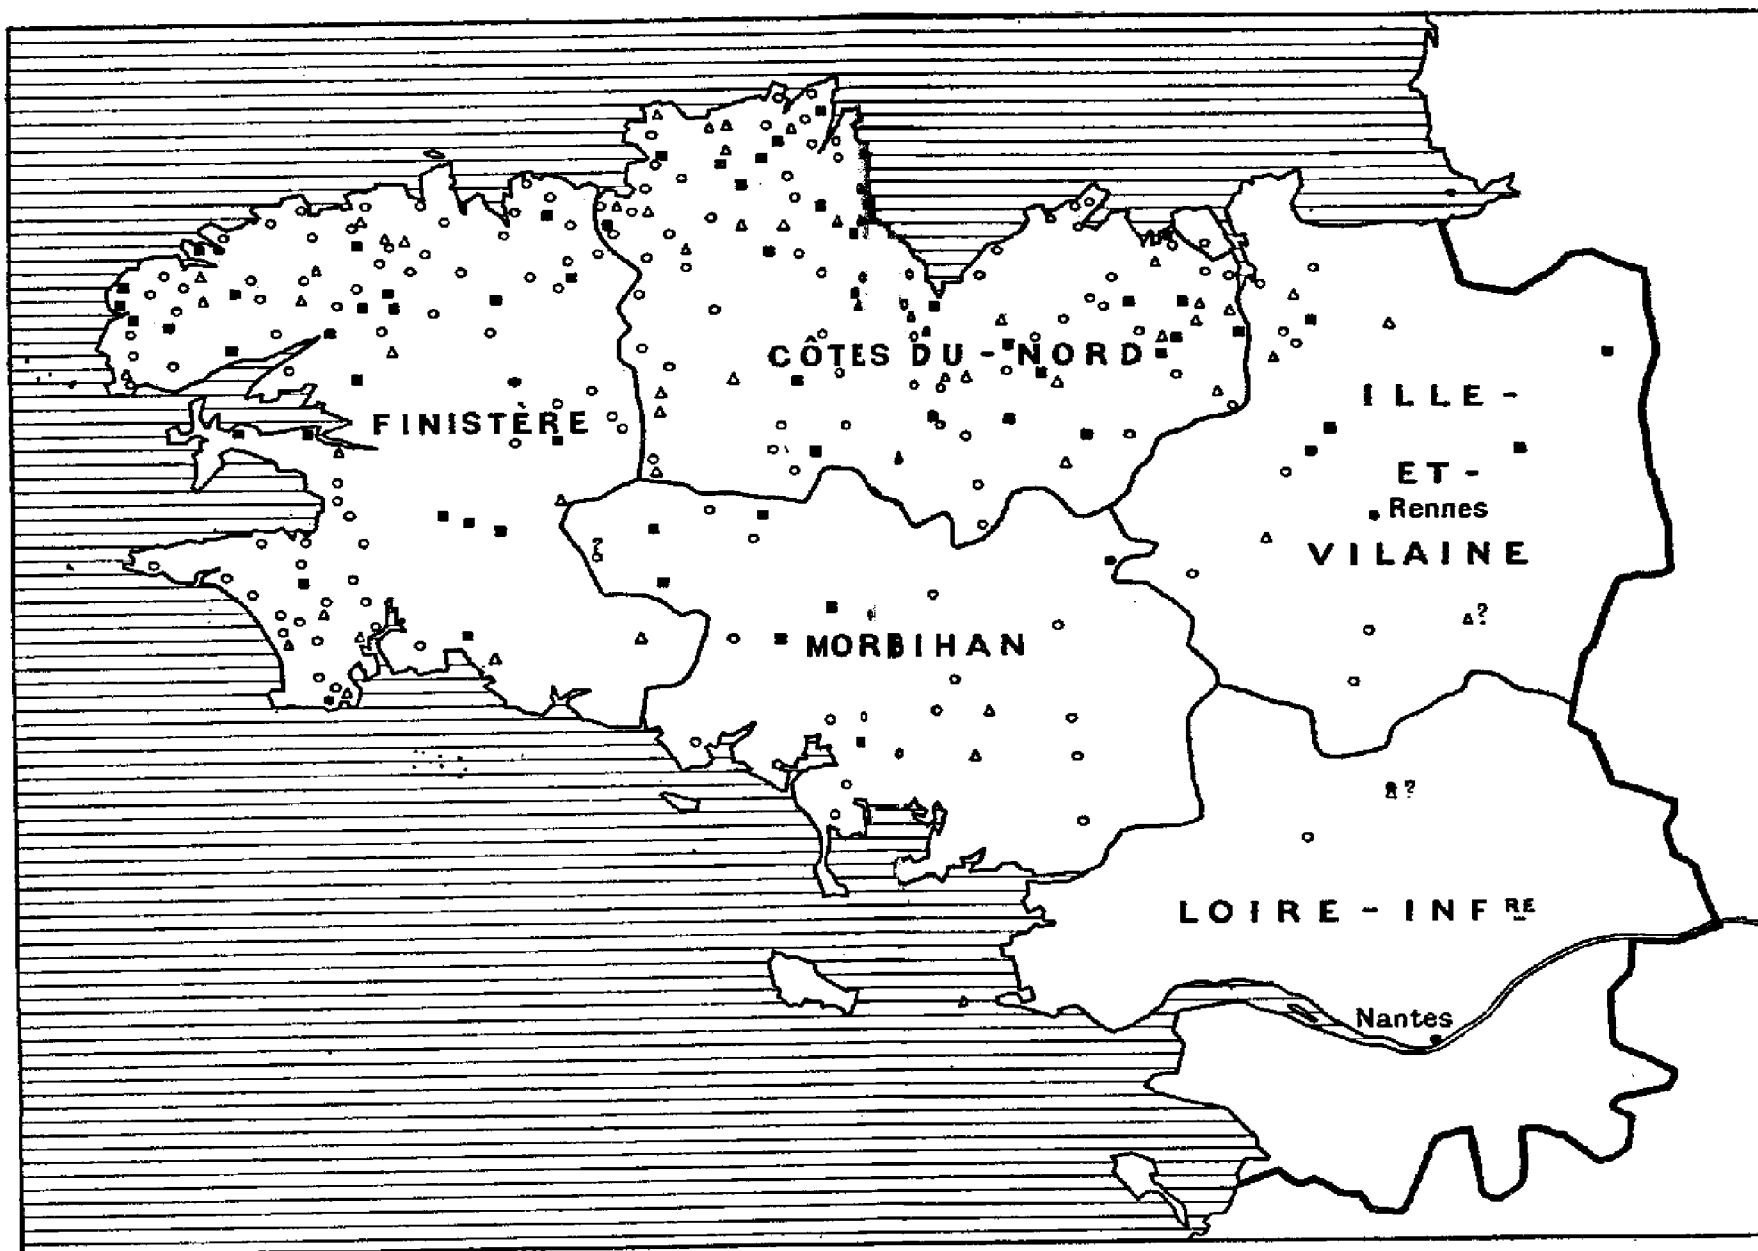 CÔTES DU-NORD
FINISTÈRE
ILLE-
ET-
Rennes
VILAINE
?
?
MORBIHAN
?
LOIRE-INFRE
Nantes